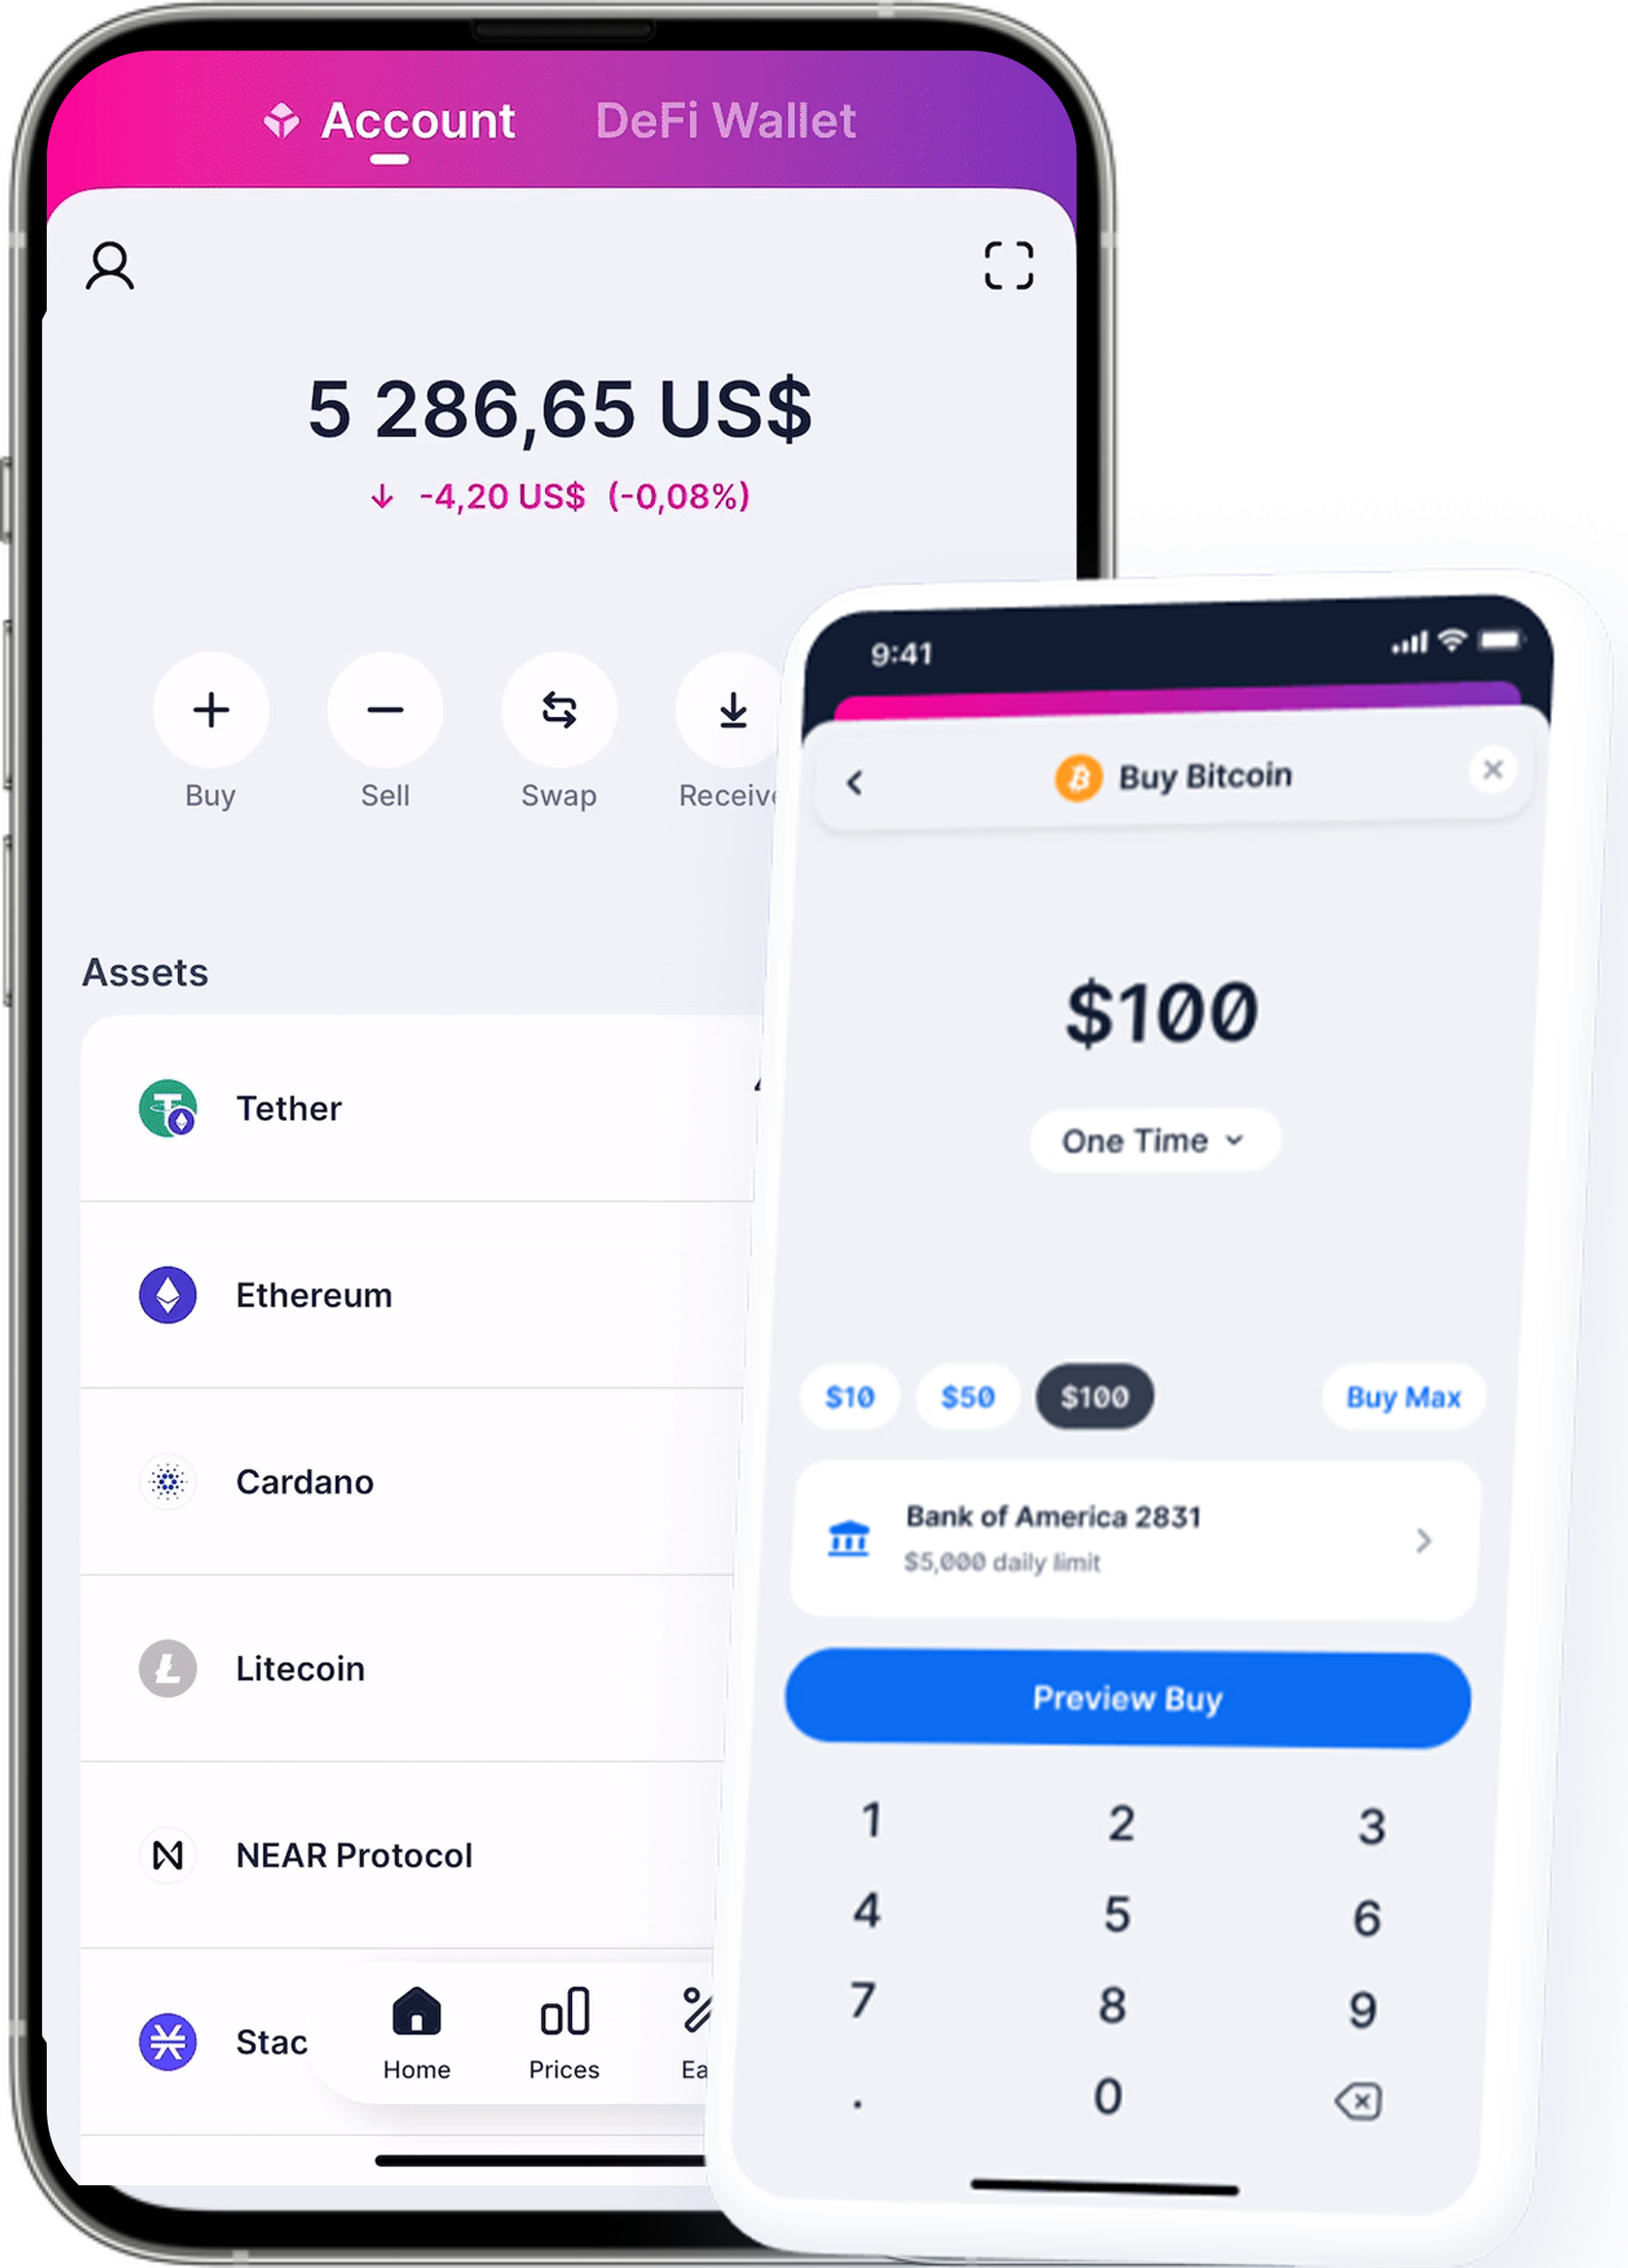 Account DeFi Wallet
5 286,65 US$
-4,20 US$ (-0,08%)
Buy Sell Swap Receive
Assets
Tether
Ethereum
Cardano
Litecoin
NEAR Protocol
Stac
Home Prices Ea
9:41
Buy Bitcoin
$100
One Time
$10 $50 $100 Buy Max
Bank of America 2831
$5,000 daily limit
Preview Buy
1 2 3
4 5 6
7 8 9
. 0